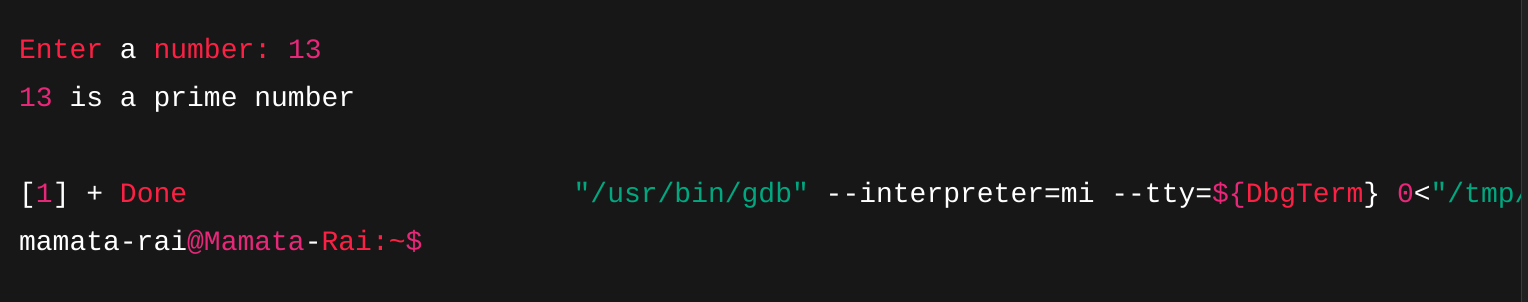 Enter a number: 13
13 is a prime number
[1] + Done                       "/usr/bin/gdb" --interpreter=mi --tty=${DbgTerm} 0<"/tmp/
mamata-rai@Mamata-Rai:~$